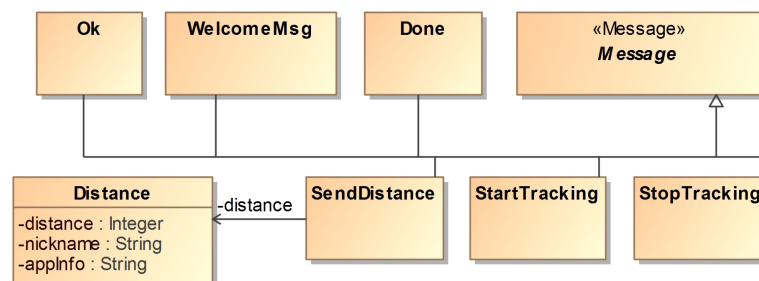 Ok
WelcomeMsg
Done
«Message»
Message
Distance
-distance : Integer
-nickname : String
-appInfo : String
-distance
SendDistance
StartTracking
StopTracking